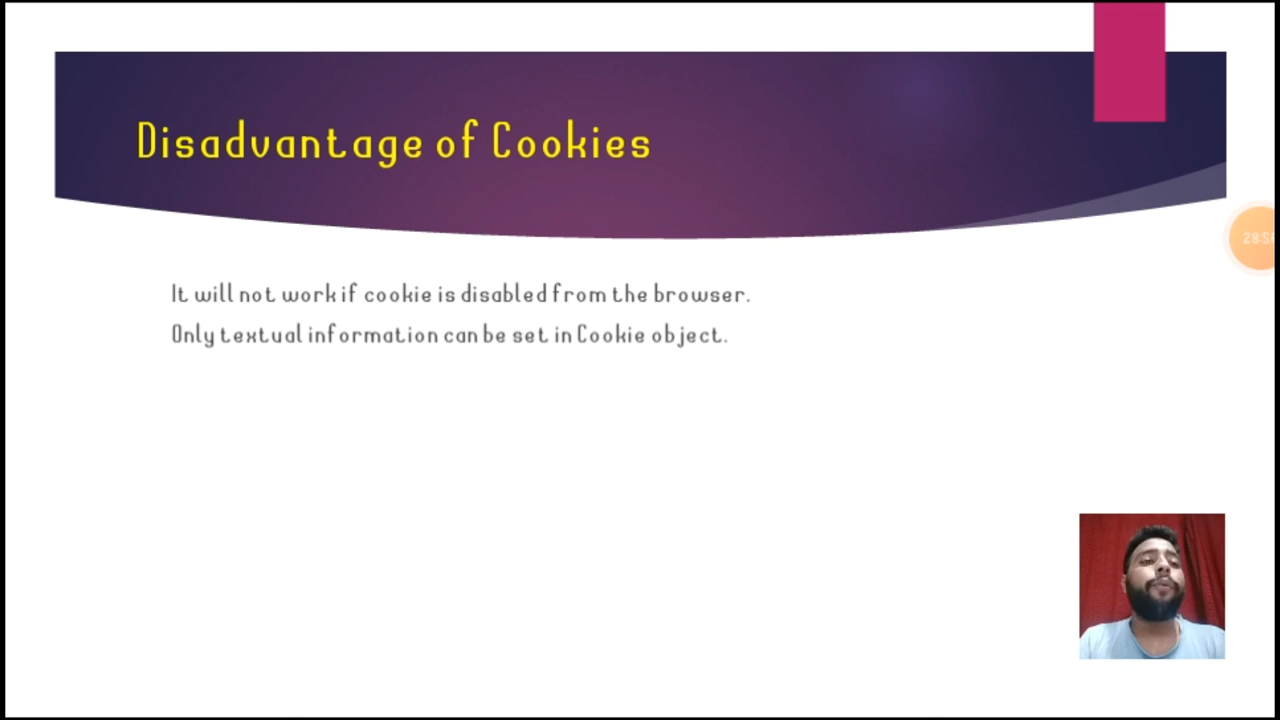 Disadvantage of Cookies
It will not work if cookie is disabled from the browser.
Only textual information can be set in Cookie object.